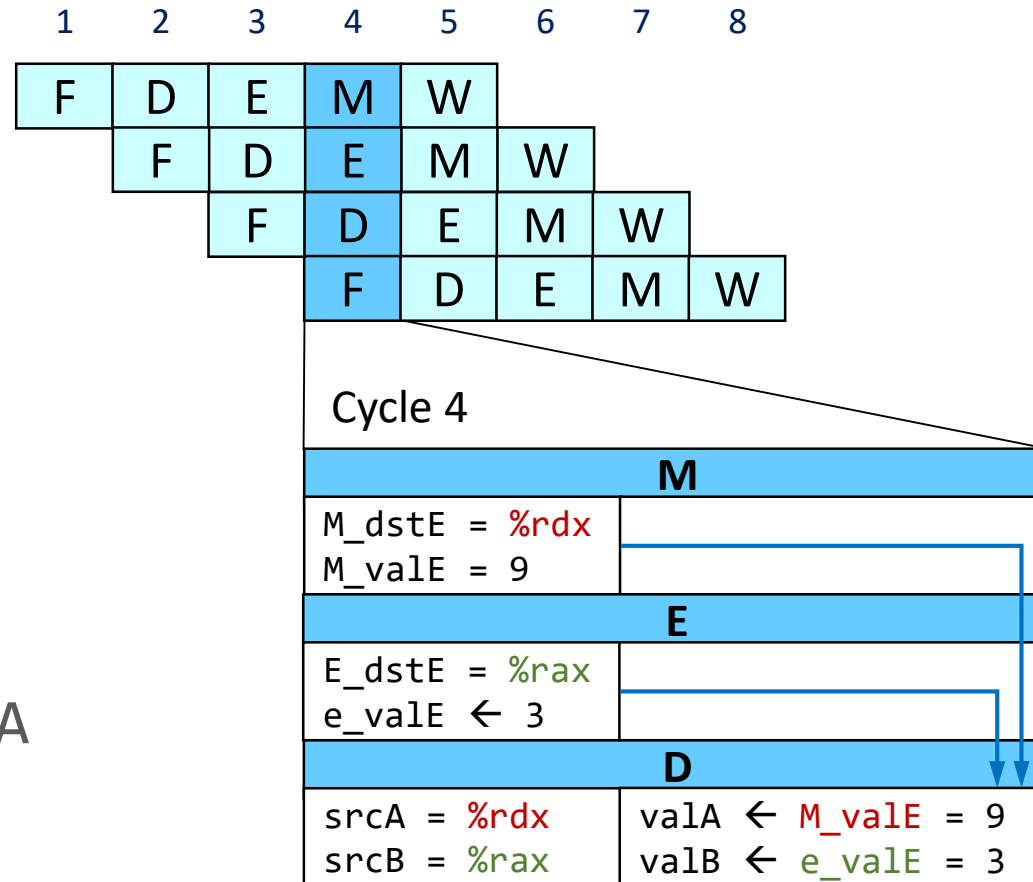 1 2 3 4 5 6 7 8
F D E M W
F D E M W
F D E M W
F D E M W
Cycle 4
M
M_dstE = %rdx
M_valE = 9
E
E_dstE = %rax
e_valE ← 3
A
D
srcA = %rdx valA ← M_valE = 9
srcB = %rax valB ← e_valE = 3